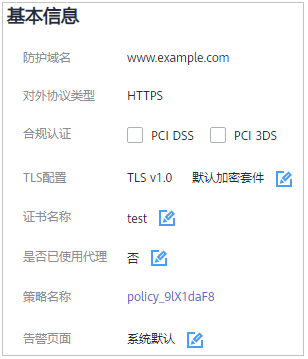 基本信息
防护域名 www.example.com
对外协议类型 HTTPS
合规认证 PCI DSS PCI 3DS
TLS配置 TLS v1.0 默认加密套件
证书名称 test
是否已使用代理 否
策略名称 policy_9lX1daF8
告警页面 系统默认